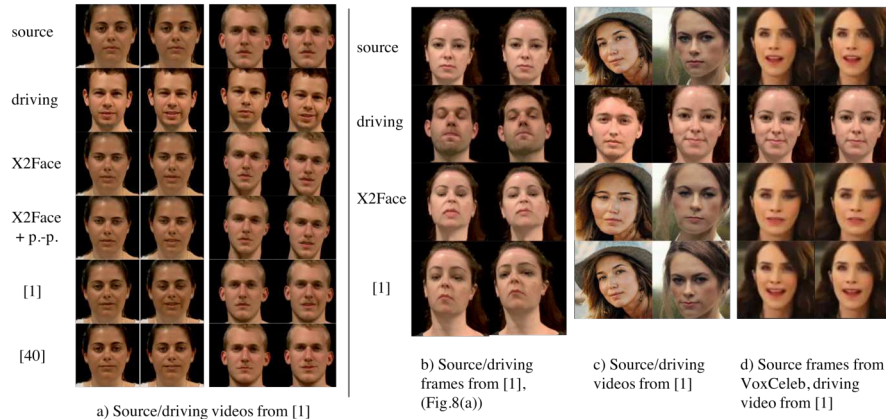 source
driving
X2Face
X2Face
+ p.-p.
[1]
[40]
a) Source/driving videos from [1]
source
driving
X2Face
[1]
b) Source/driving
frames from [1],
(Fig.8(a))
c) Source/driving
videos from [1]
d) Source frames from
VoxCeleb, driving
video from [1]